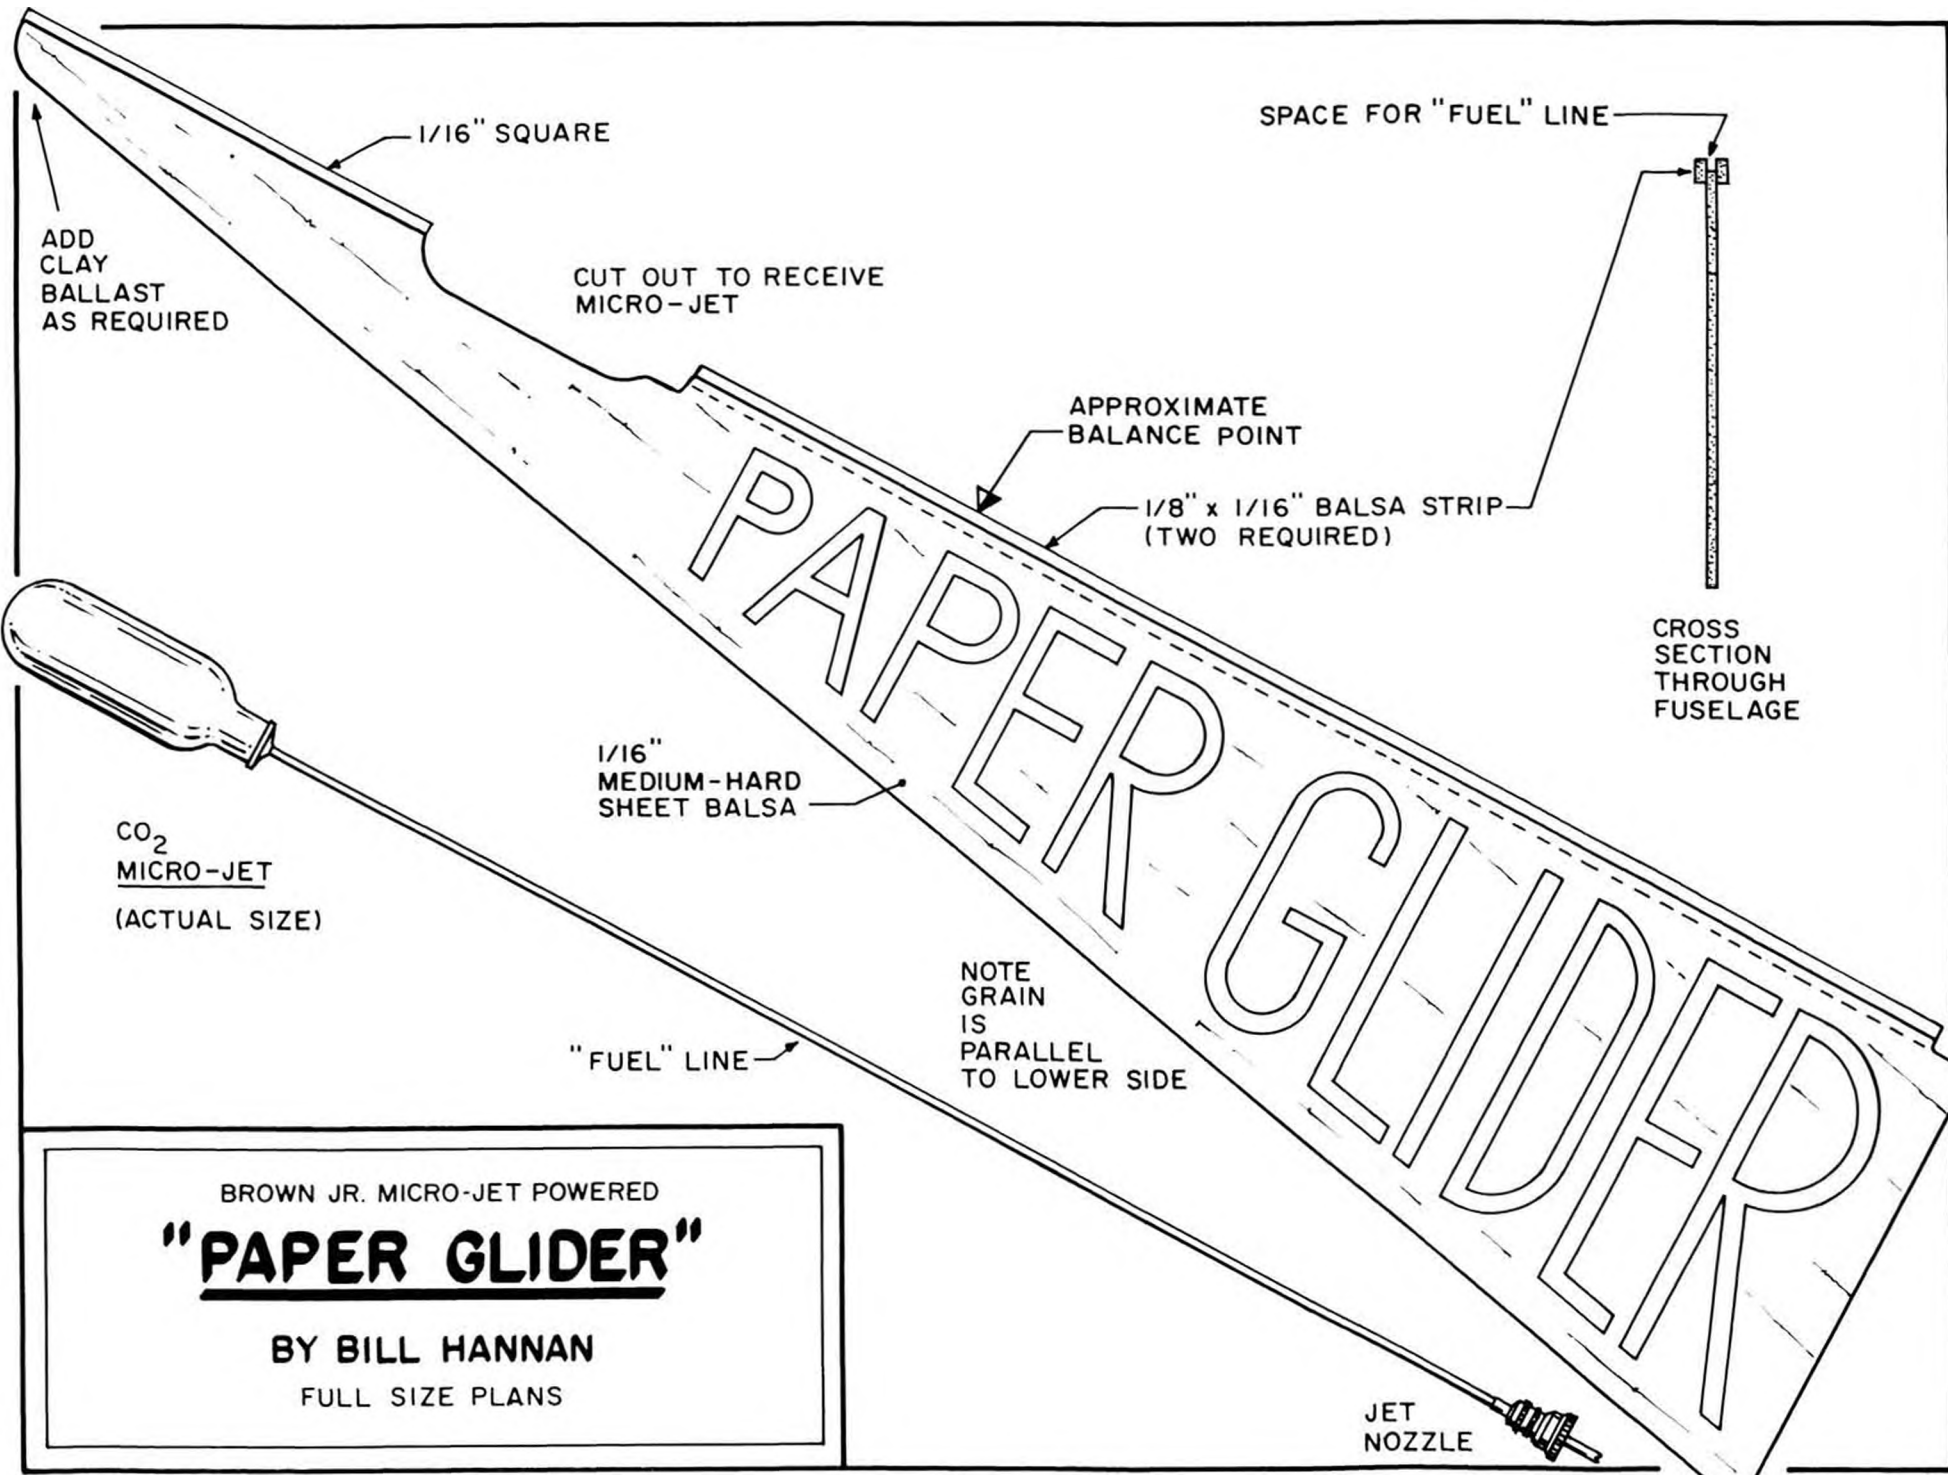 1/16" SQUARE
SPACE FOR "FUEL" LINE
ADD
CLAY
BALLAST
AS REQUIRED
CUT OUT TO RECEIVE
MICRO-JET
APPROXIMATE
BALANCE POINT
1/8" x 1/16" BALSA STRIP
(TWO REQUIRED)
CROSS
SECTION
THROUGH
FUSELAGE
PAPER GLIDER
1/16"
MEDIUM-HARD
SHEET BALSA
CO2
MICRO-JET
(ACTUAL SIZE)
NOTE
GRAIN
IS
PARALLEL
TO LOWER SIDE
"FUEL" LINE
BROWN JR. MICRO-JET POWERED
"PAPER GLIDER"
BY BILL HANNAN
FULL SIZE PLANS
JET
NOZZLE